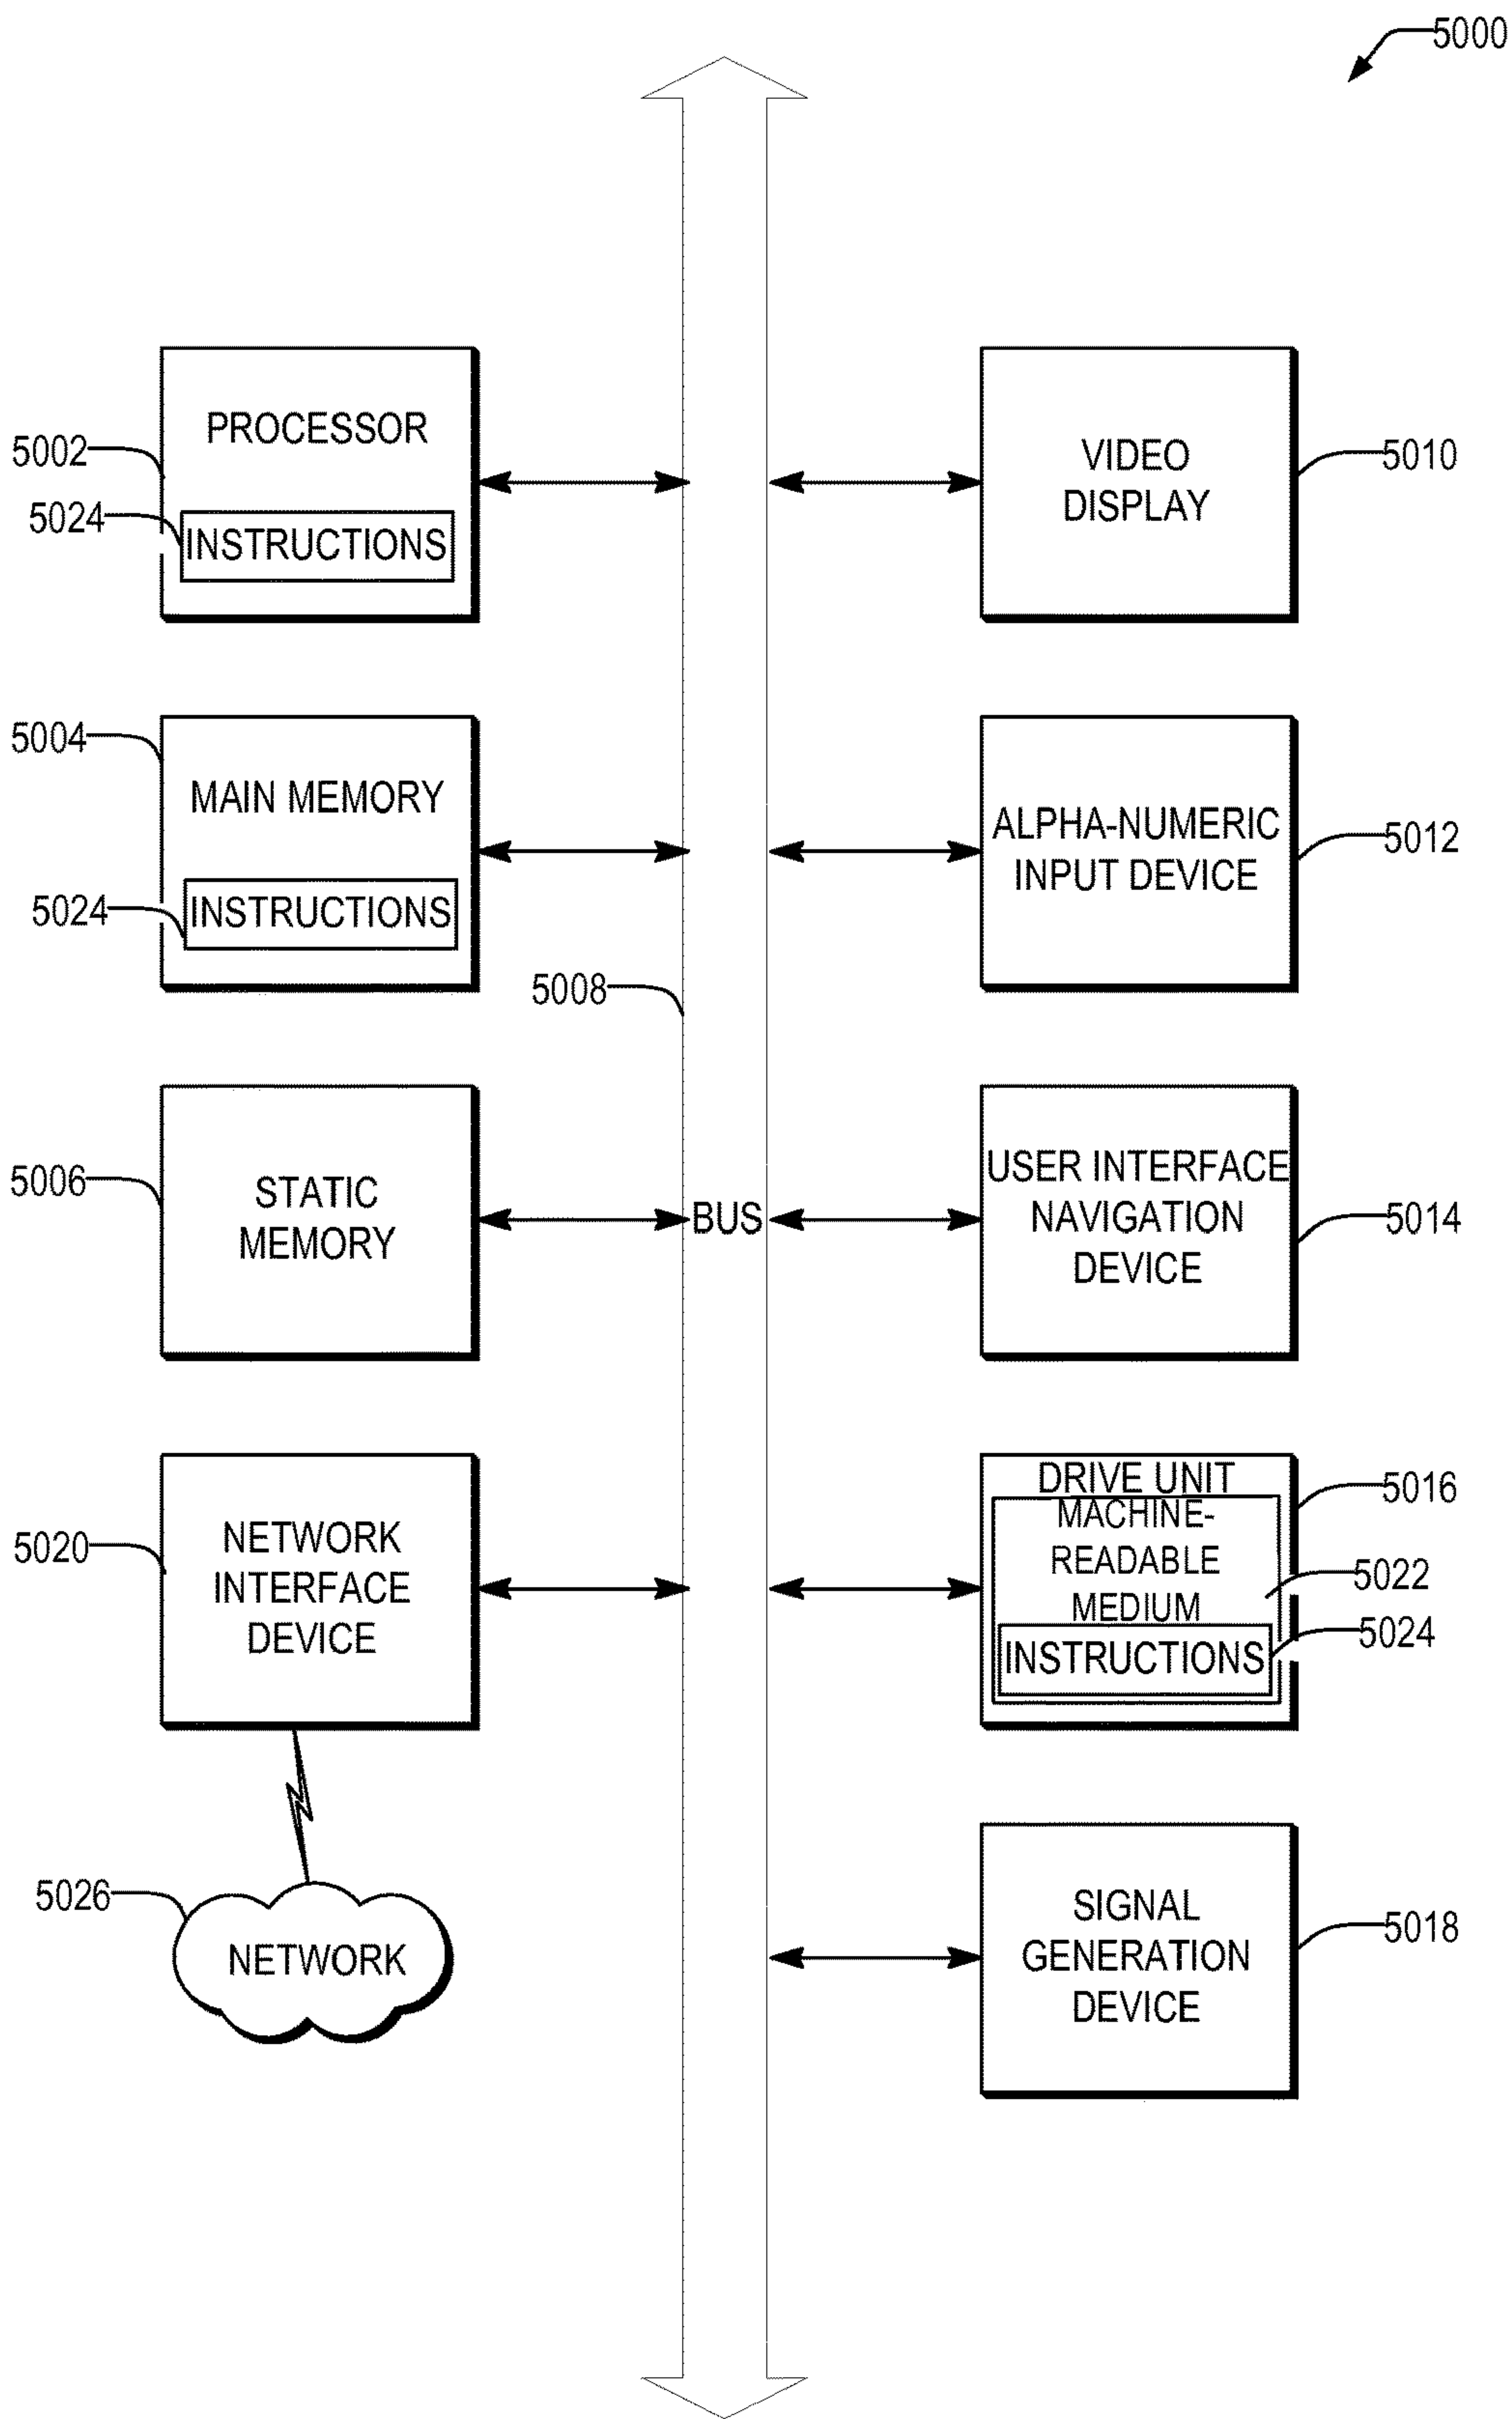 5000
PROCESSOR
5002
5024
INSTRUCTIONS
VIDEO
DISPLAY
5010
5004
MAIN MEMORY
5024
INSTRUCTIONS
ALPHA-NUMERIC
INPUT DEVICE
5012
5008
5006
STATIC
MEMORY
BUS
USER INTERFACE
NAVIGATION
DEVICE
5014
5020
NETWORK
INTERFACE
DEVICE
DRIVE UNIT
5016
MACHINE-
READABLE
MEDIUM
5022
INSTRUCTIONS
5024
5026
NETWORK
SIGNAL
GENERATION
DEVICE
5018